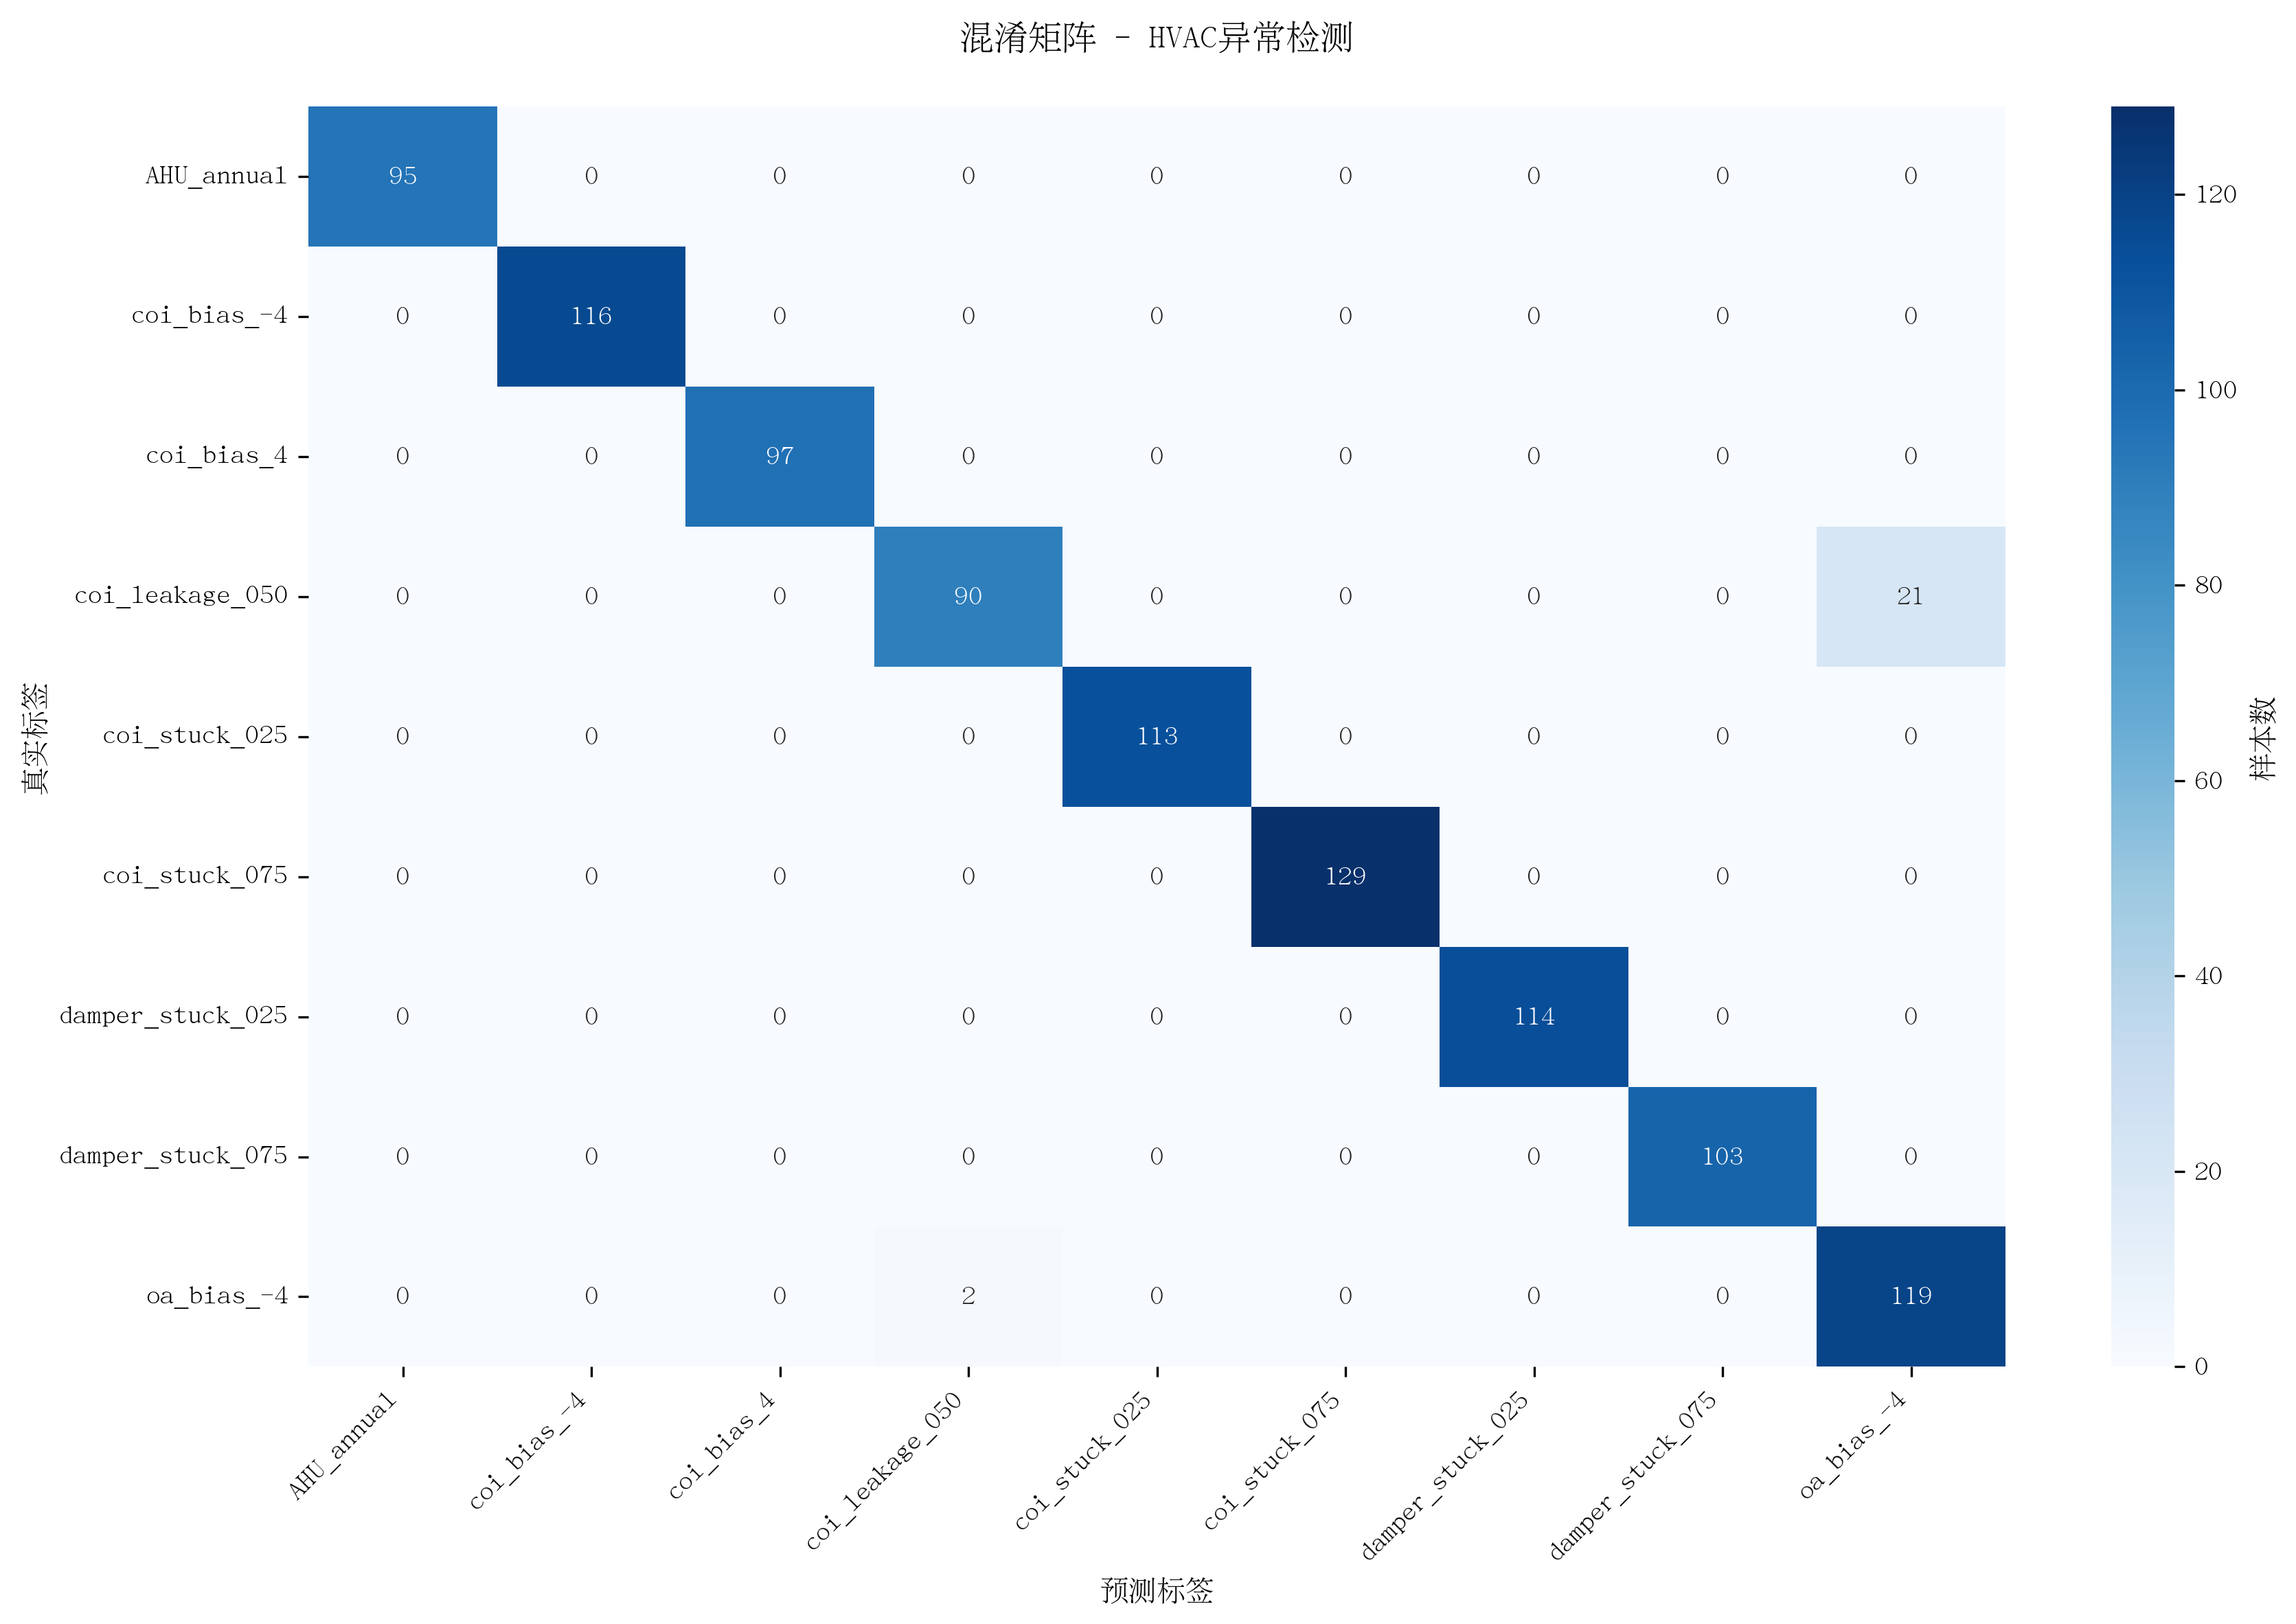 混淆矩阵 - HVAC异常检测
AHU_annual 95 0 0 0 0 0 0 0 0
coi_bias_-4 0 116 0 0 0 0 0 0 0
coi_bias_4 0 0 97 0 0 0 0 0 0
coi_leakage_050 0 0 0 90 0 0 0 0 21
coi_stuck_025 0 0 0 0 113 0 0 0 0
coi_stuck_075 0 0 0 0 0 129 0 0 0
damper_stuck_025 0 0 0 0 0 0 114 0 0
damper_stuck_075 0 0 0 0 0 0 0 103 0
oa_bias_-4 0 0 0 2 0 0 0 0 119
真实标签
AHU_annual
coi_bias_-4
coi_bias_4
coi_leakage_050
coi_stuck_025
coi_stuck_075
damper_stuck_025
damper_stuck_075
oa_bias_-4
预测标签
120
100
80
60
40
20
0
样本数